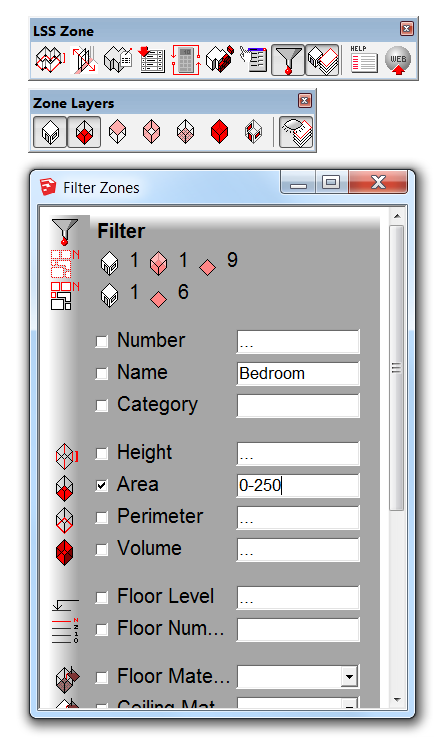 LSS Zone
HELP
WEB
Zone Layers
Filter Zones
Filter
N
1 1 9
N
1 6
Number ...
Name Bedroom
Category
Height ...
Area 0-250
Perimeter ...
Volume ...
Floor Level ...
N
2
1
0
Floor Num...
Floor Mate...
Ceiling Mat